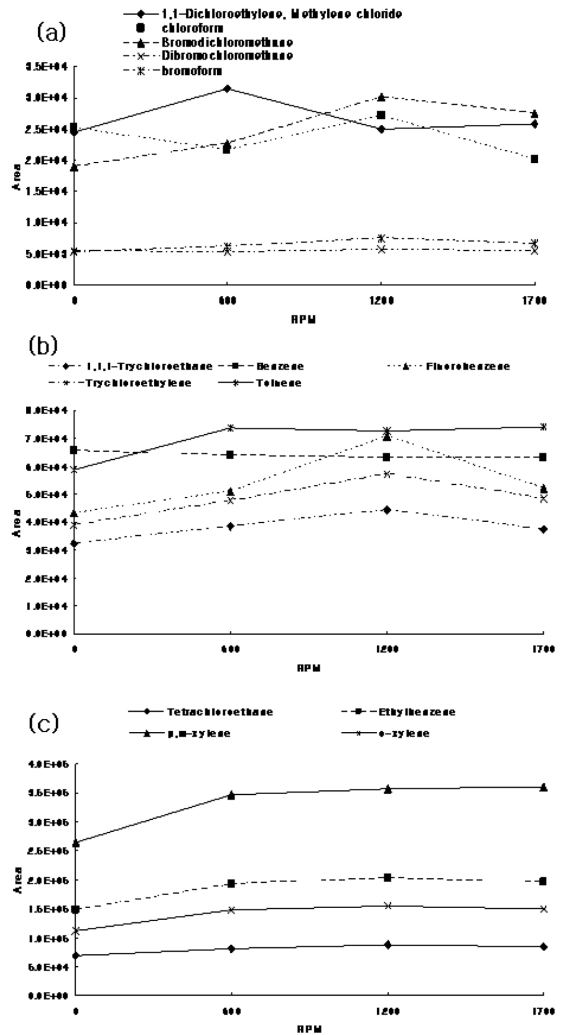 (a)
1,1-Dichloroethylene, Methylene chloride
chloroform
Bromodichloromethane
Dibromochloromethane
bromoform
3.5E+04
3.0E+04
2.5E+04
2.0E+04
1.5E+04
1.0E+04
5.0E+03
0.0E+00
Area
0 600 1200 1700
RPM
(b)
1,1,1-Trychloroethane Benzene Fluorobenzene
Trychloroethylene Toluene
8.0E+04
7.0E+04
6.0E+04
5.0E+04
4.0E+04
3.0E+04
2.0E+04
1.0E+04
0.0E+00
Area
0 600 1200 1700
RPM
(c)
Tetrachloroethane Ethylbenzene
p,m-xylene o-xylene
4.0E+05
3.5E+05
3.0E+05
2.5E+05
2.0E+05
1.5E+05
1.0E+05
5.0E+04
0.0E+00
Area
0 600 1200 1700
RPM